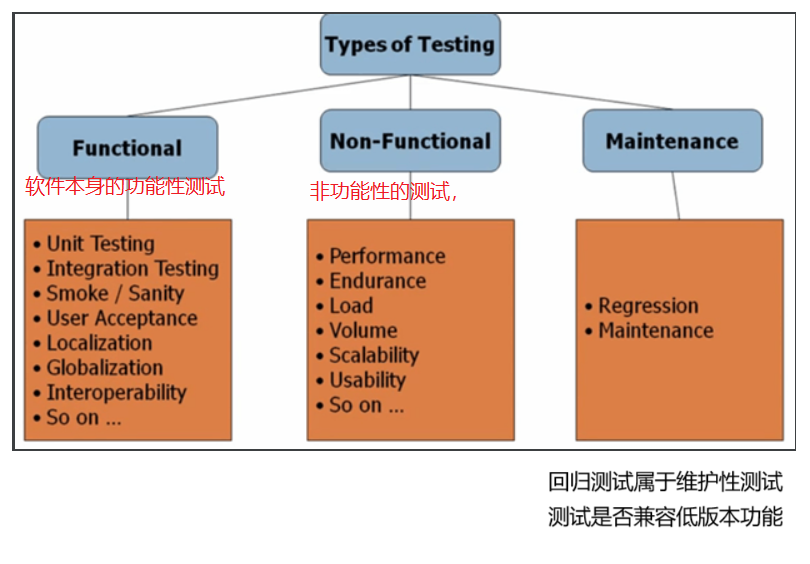 Types of Testing
Functional
Non-Functional
Maintenance
软件本身的功能性测试
非功能性的测试，
• Unit Testing
• Integration Testing
• Smoke / Sanity
• User Acceptance
• Localization
• Globalization
• Interoperability
• So on ...
• Performance
• Endurance
• Load
• Volume
• Scalability
• Usability
• So on ...
• Regression
• Maintenance
回归测试属于维护性测试
测试是否兼容低版本功能